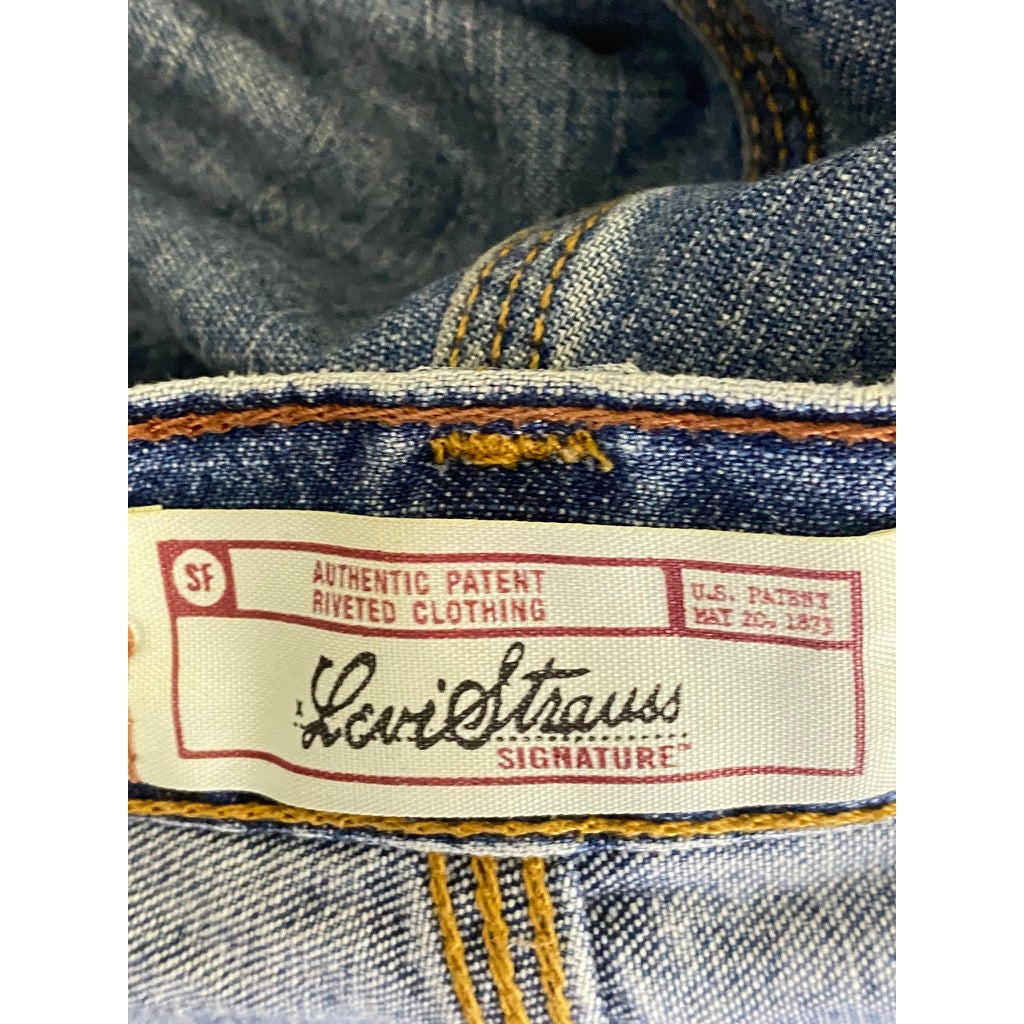 SF
AUTHENTIC PATENT
RIVETED CLOTHING
U.S. PATENT
MAY 20, 1873
x Levi Strauss
SIGNATURE™